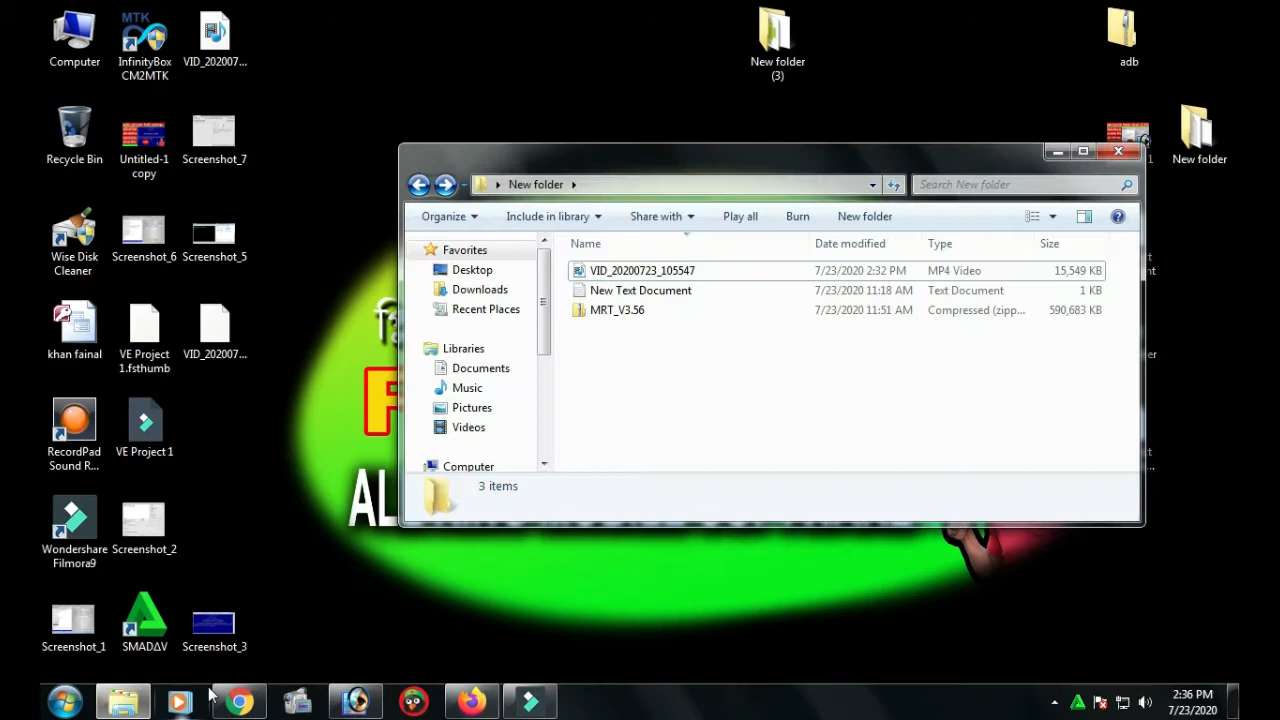 Computer
MTK
InfinityBox
CM2MTK
VID_202007...
New folder
(3)
adb
Recycle Bin
Untitled-1
copy
Screenshot_7
New folder
Wise Disk
Cleaner
Screenshot_6
Screenshot_5
khan fainal
VE Project
1.fsthumb
VID_202007...
RecordPad
Sound R...
VE Project 1
Wondershare
Filmora9
Screenshot_2
Screenshot_1
SMADΔV
Screenshot_3
New folder
Search New folder
Organize
Include in library
Share with
Play all
Burn
New folder
Name
Date modified
Type
Size
Favorites
Desktop
Downloads
Recent Places
Libraries
Documents
Music
Pictures
Videos
Computer
VID_20200723_105547
7/23/2020 2:32 PM
MP4 Video
15,549 KB
New Text Document
7/23/2020 11:18 AM
Text Document
1 KB
MRT_V3.56
7/23/2020 11:51 AM
Compressed (zipp...
590,683 KB
3 items
AL
2:36 PM
7/23/2020